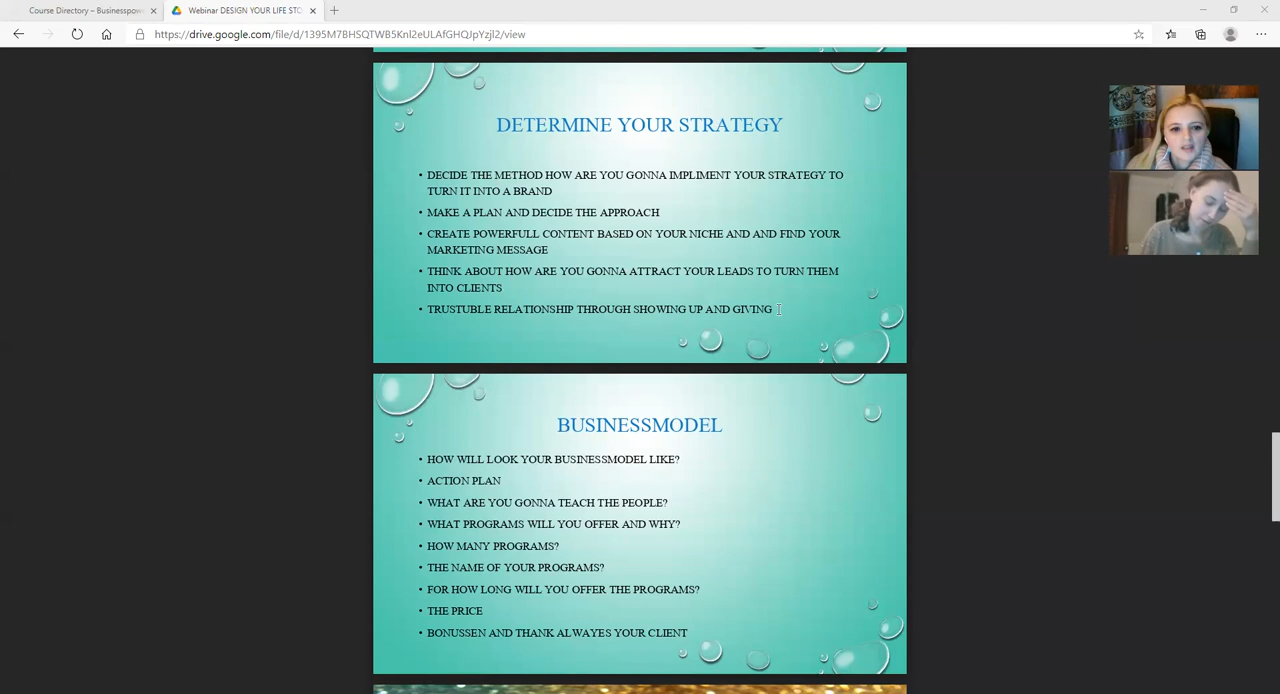 Course Directory – Businesspow
Webinar DESIGN YOUR LIFE STO
https://drive.google.com/file/d/1395M7BHSQTWB5Knl2eULAfGHQJpYzjl2/view
DETERMINE YOUR STRATEGY
• DECIDE THE METHOD HOW ARE YOU GONNA IMPLIMENT YOUR STRATEGY TO
TURN IT INTO A BRAND
• MAKE A PLAN AND DECIDE THE APPROACH
• CREATE POWERFULL CONTENT BASED ON YOUR NICHE AND AND FIND YOUR
MARKETING MESSAGE
• THINK ABOUT HOW ARE YOU GONNA ATTRACT YOUR LEADS TO TURN THEM
INTO CLIENTS
• TRUSTUBLE RELATIONSHIP THROUGH SHOWING UP AND GIVING
BUSINESSMODEL
• HOW WILL LOOK YOUR BUSINESSMODEL LIKE?
• ACTION PLAN
• WHAT ARE YOU GONNA TEACH THE PEOPLE?
• WHAT PROGRAMS WILL YOU OFFER AND WHY?
• HOW MANY PROGRAMS?
• THE NAME OF YOUR PROGRAMS?
• FOR HOW LONG WILL YOU OFFER THE PROGRAMS?
• THE PRICE
• BONUSSEN AND THANK ALWAYES YOUR CLIENT